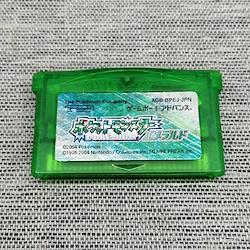 The Pokémon Company
AGB-BPEJ-JPN
Nintendo
ゲームボーイアドバンス
ポケットモンスター
エメラルド
©2004 Pokémon
©1995-2004 Nintendo/Creatures inc./GAME FREAK inc.